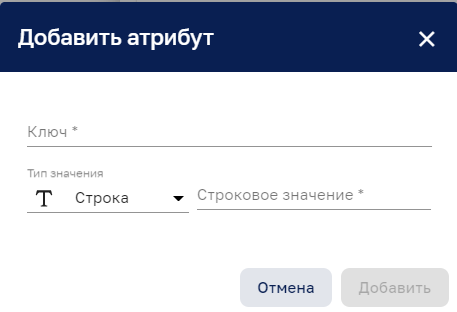 Добавить атрибут
Ключ *
Тип значения
Строка
Строковое значение *
Отмена
Добавить